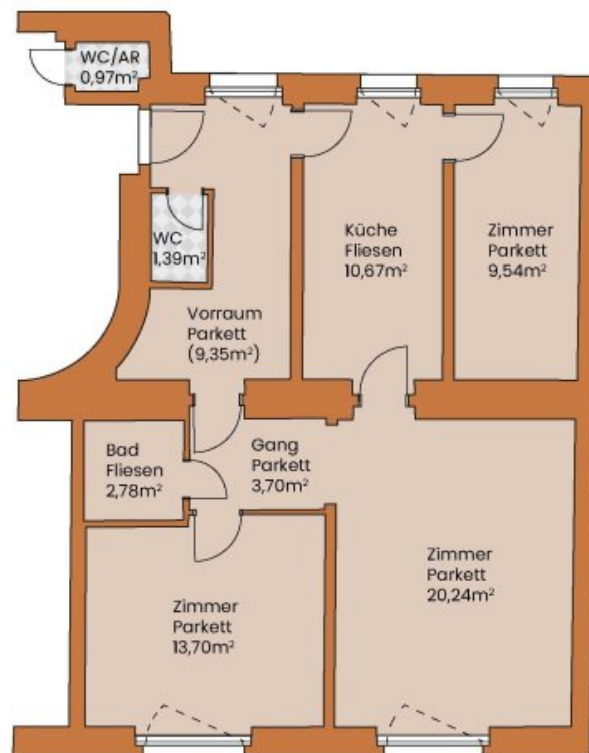 WC/AR
0,97m²
WC
1,39m²
Küche
Fliesen
10,67m²
Zimmer
Parkett
9,54m²
Vorraum
Parkett
(9,35m²)
Bad
Fliesen
2,78m²
Gang
Parkett
3,70m²
Zimmer
Parkett
13,70m²
Zimmer
Parkett
20,24m²